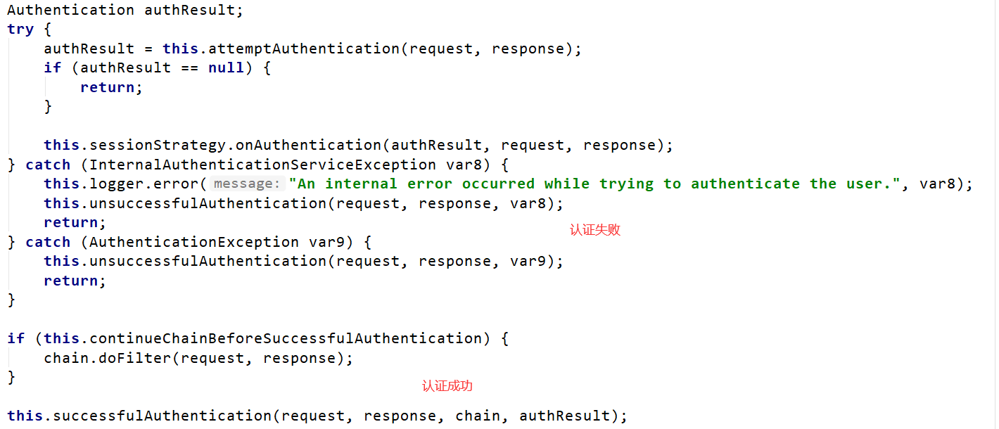 Authentication authResult;
try {
    authResult = this.attemptAuthentication(request, response);
    if (authResult == null) {
        return;
    }

    this.sessionStrategy.onAuthentication(authResult, request, response);
} catch (InternalAuthenticationServiceException var8) {
    this.logger.error( message: "An internal error occurred while trying to authenticate the user.", var8);
    this.unsuccessfulAuthentication(request, response, var8);
    return;
认证失败
} catch (AuthenticationException var9) {
    this.unsuccessfulAuthentication(request, response, var9);
    return;
}

if (this.continueChainBeforeSuccessfulAuthentication) {
    chain.doFilter(request, response);
}
认证成功

this.successfulAuthentication(request, response, chain, authResult);